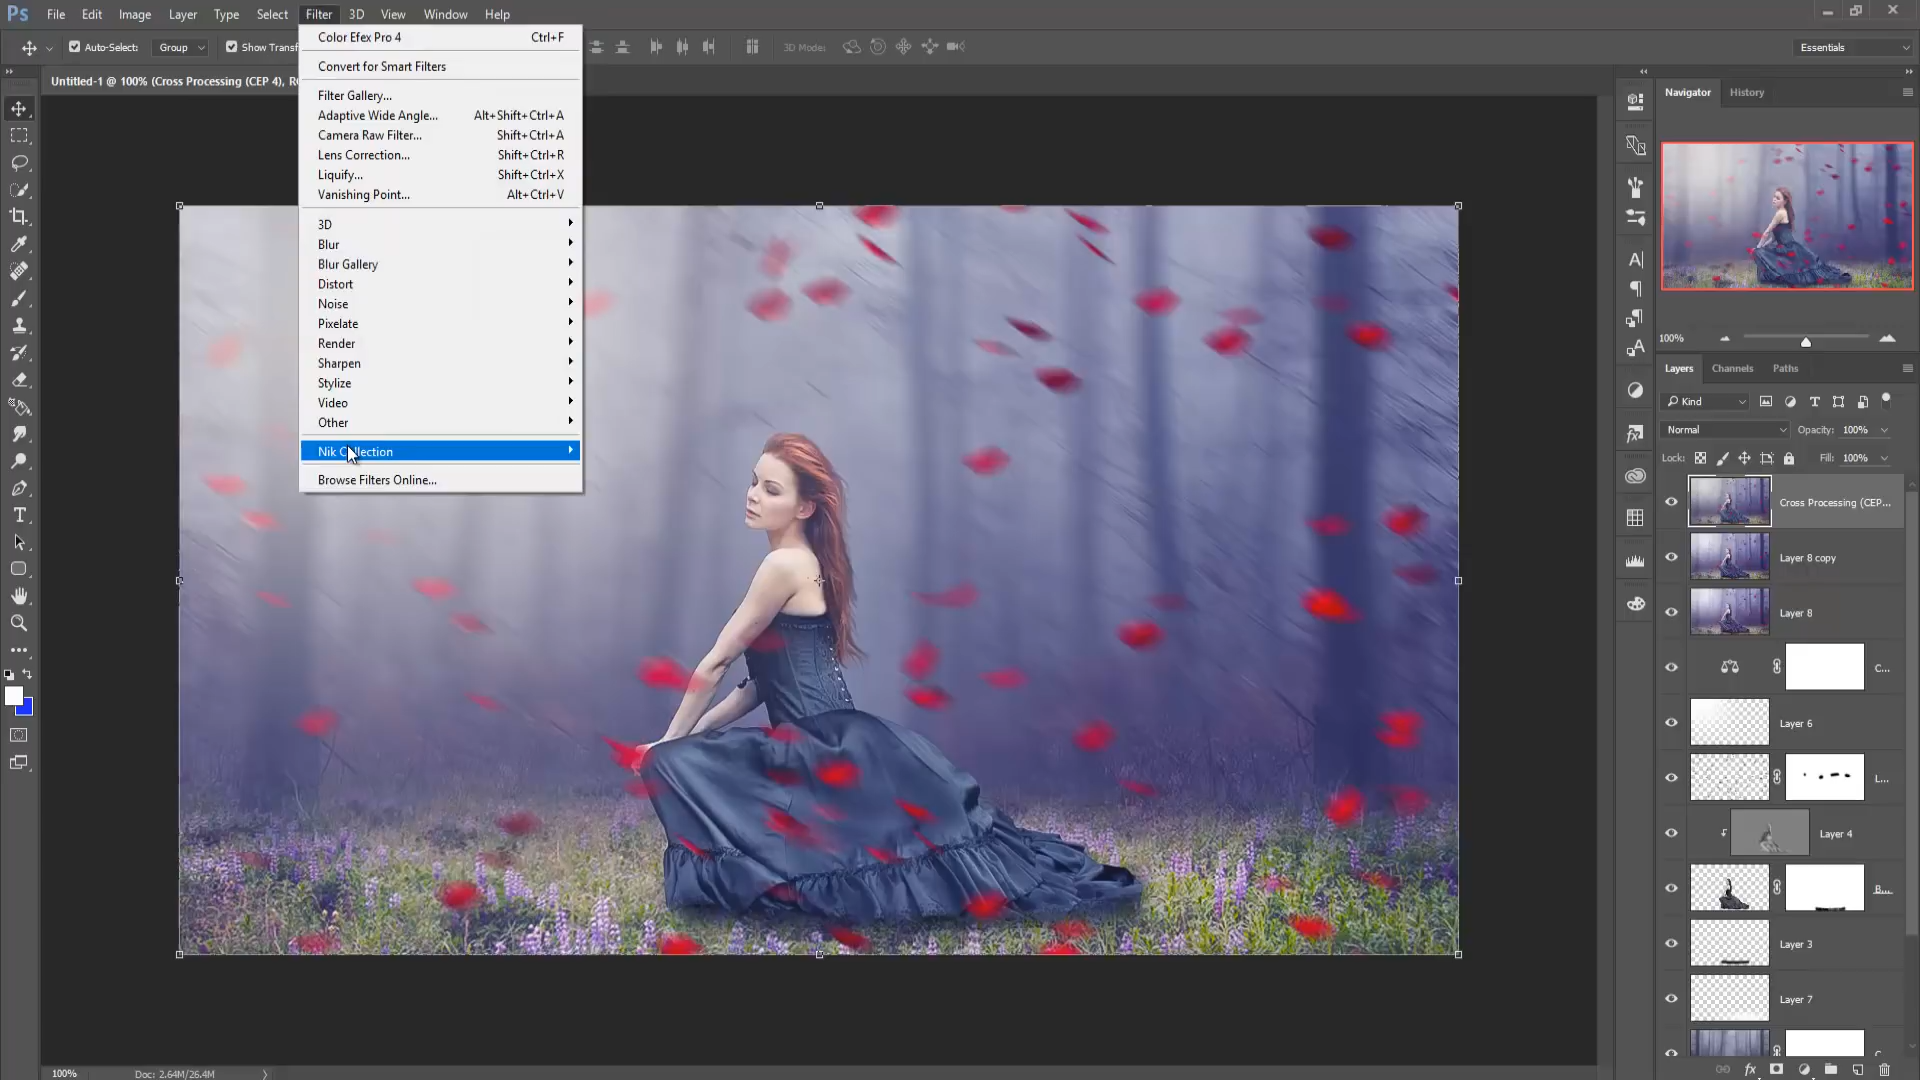 Ps File Edit Image Layer Type Select Filter 3D View Window Help
Auto-Select: Group Show Transf 3D Mode: Essentials
Untitled-1 @ 100% (Cross Processing (CEP 4), R
Color Efex Pro 4 Ctrl+F
Convert for Smart Filters
Filter Gallery...
Adaptive Wide Angle... Alt+Shift+Ctrl+A
Camera Raw Filter... Shift+Ctrl+A
Lens Correction... Shift+Ctrl+R
Liquify... Shift+Ctrl+X
Vanishing Point... Alt+Ctrl+V
3D
Blur
Blur Gallery
Distort
Noise
Pixelate
Render
Sharpen
Stylize
Video
Other
Nik Collection
Browse Filters Online...
Navigator History
100%
Layers Channels Paths
Kind
Normal Opacity: 100%
Lock: Fill: 100%
Cross Processing (CEP...
Layer 8 copy
Layer 8
C...
Layer 6
L...
Layer 4
B...
Layer 3
Layer 7
C
100% Doc: 2.64M/26.4M